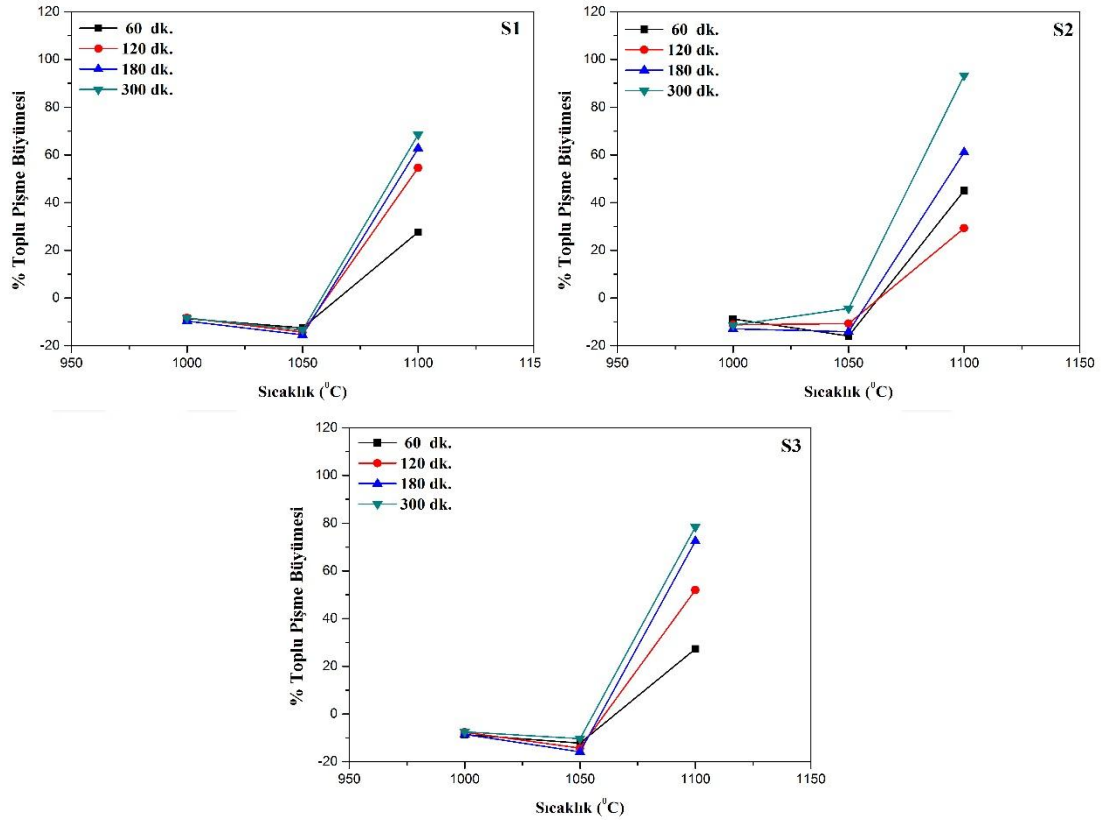 S1
60 dk.
120 dk.
180 dk.
300 dk.
% Toplu Pişme Büyümesi
120
100
80
60
40
20
0
-20
950 1000 1050 1100 115
Sıcaklık (⁰C)
S2
60 dk.
120 dk.
180 dk.
300 dk.
% Toplu Pişme Büyümesi
120
100
80
60
40
20
0
-20
950 1000 1050 1100 1150
Sıcaklık (⁰C)
S3
60 dk.
120 dk.
180 dk.
300 dk.
% Toplu Pişme Büyümesi
120
100
80
60
40
20
0
-20
950 1000 1050 1100 1150
Sıcaklık (⁰C)